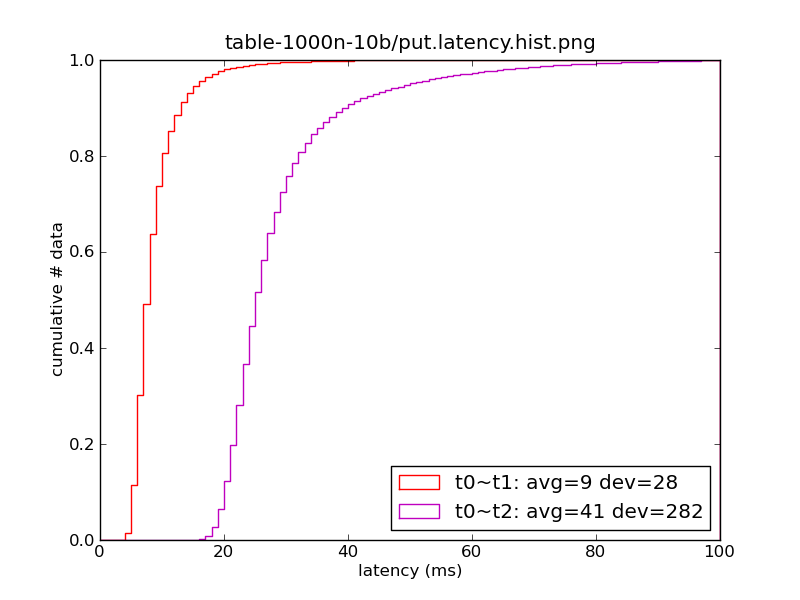 table-1000n-10b/put.latency.hist.png
1.0
0.8
0.6
0.4
0.2
0.0
cumulative # data
t0~t1: avg=9 dev=28
t0~t2: avg=41 dev=282
0 20 40 60 80 100
latency (ms)